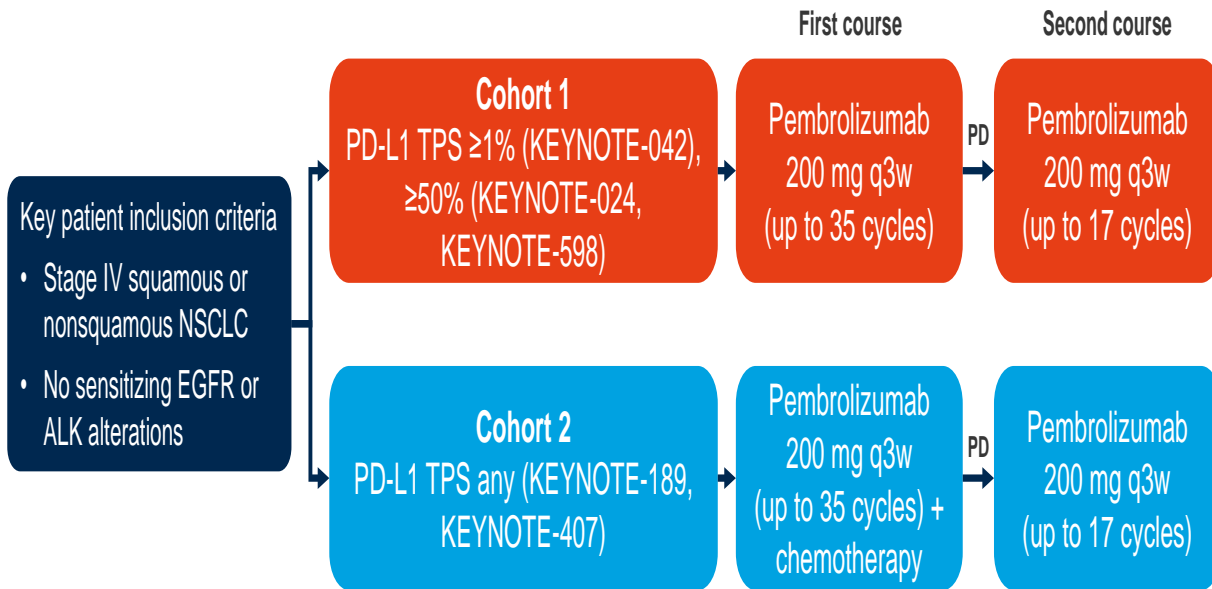 First course
Second course
Key patient inclusion criteria
• Stage IV squamous or
nonsquamous NSCLC
• No sensitizing EGFR or
ALK alterations
Cohort 1
PD-L1 TPS ≥1% (KEYNOTE-042),
≥50% (KEYNOTE-024,
KEYNOTE-598)
Pembrolizumab
200 mg q3w
(up to 35 cycles)
PD
Pembrolizumab
200 mg q3w
(up to 17 cycles)
Cohort 2
PD-L1 TPS any (KEYNOTE-189,
KEYNOTE-407)
Pembrolizumab
200 mg q3w
(up to 35 cycles) +
chemotherapy
PD
Pembrolizumab
200 mg q3w
(up to 17 cycles)